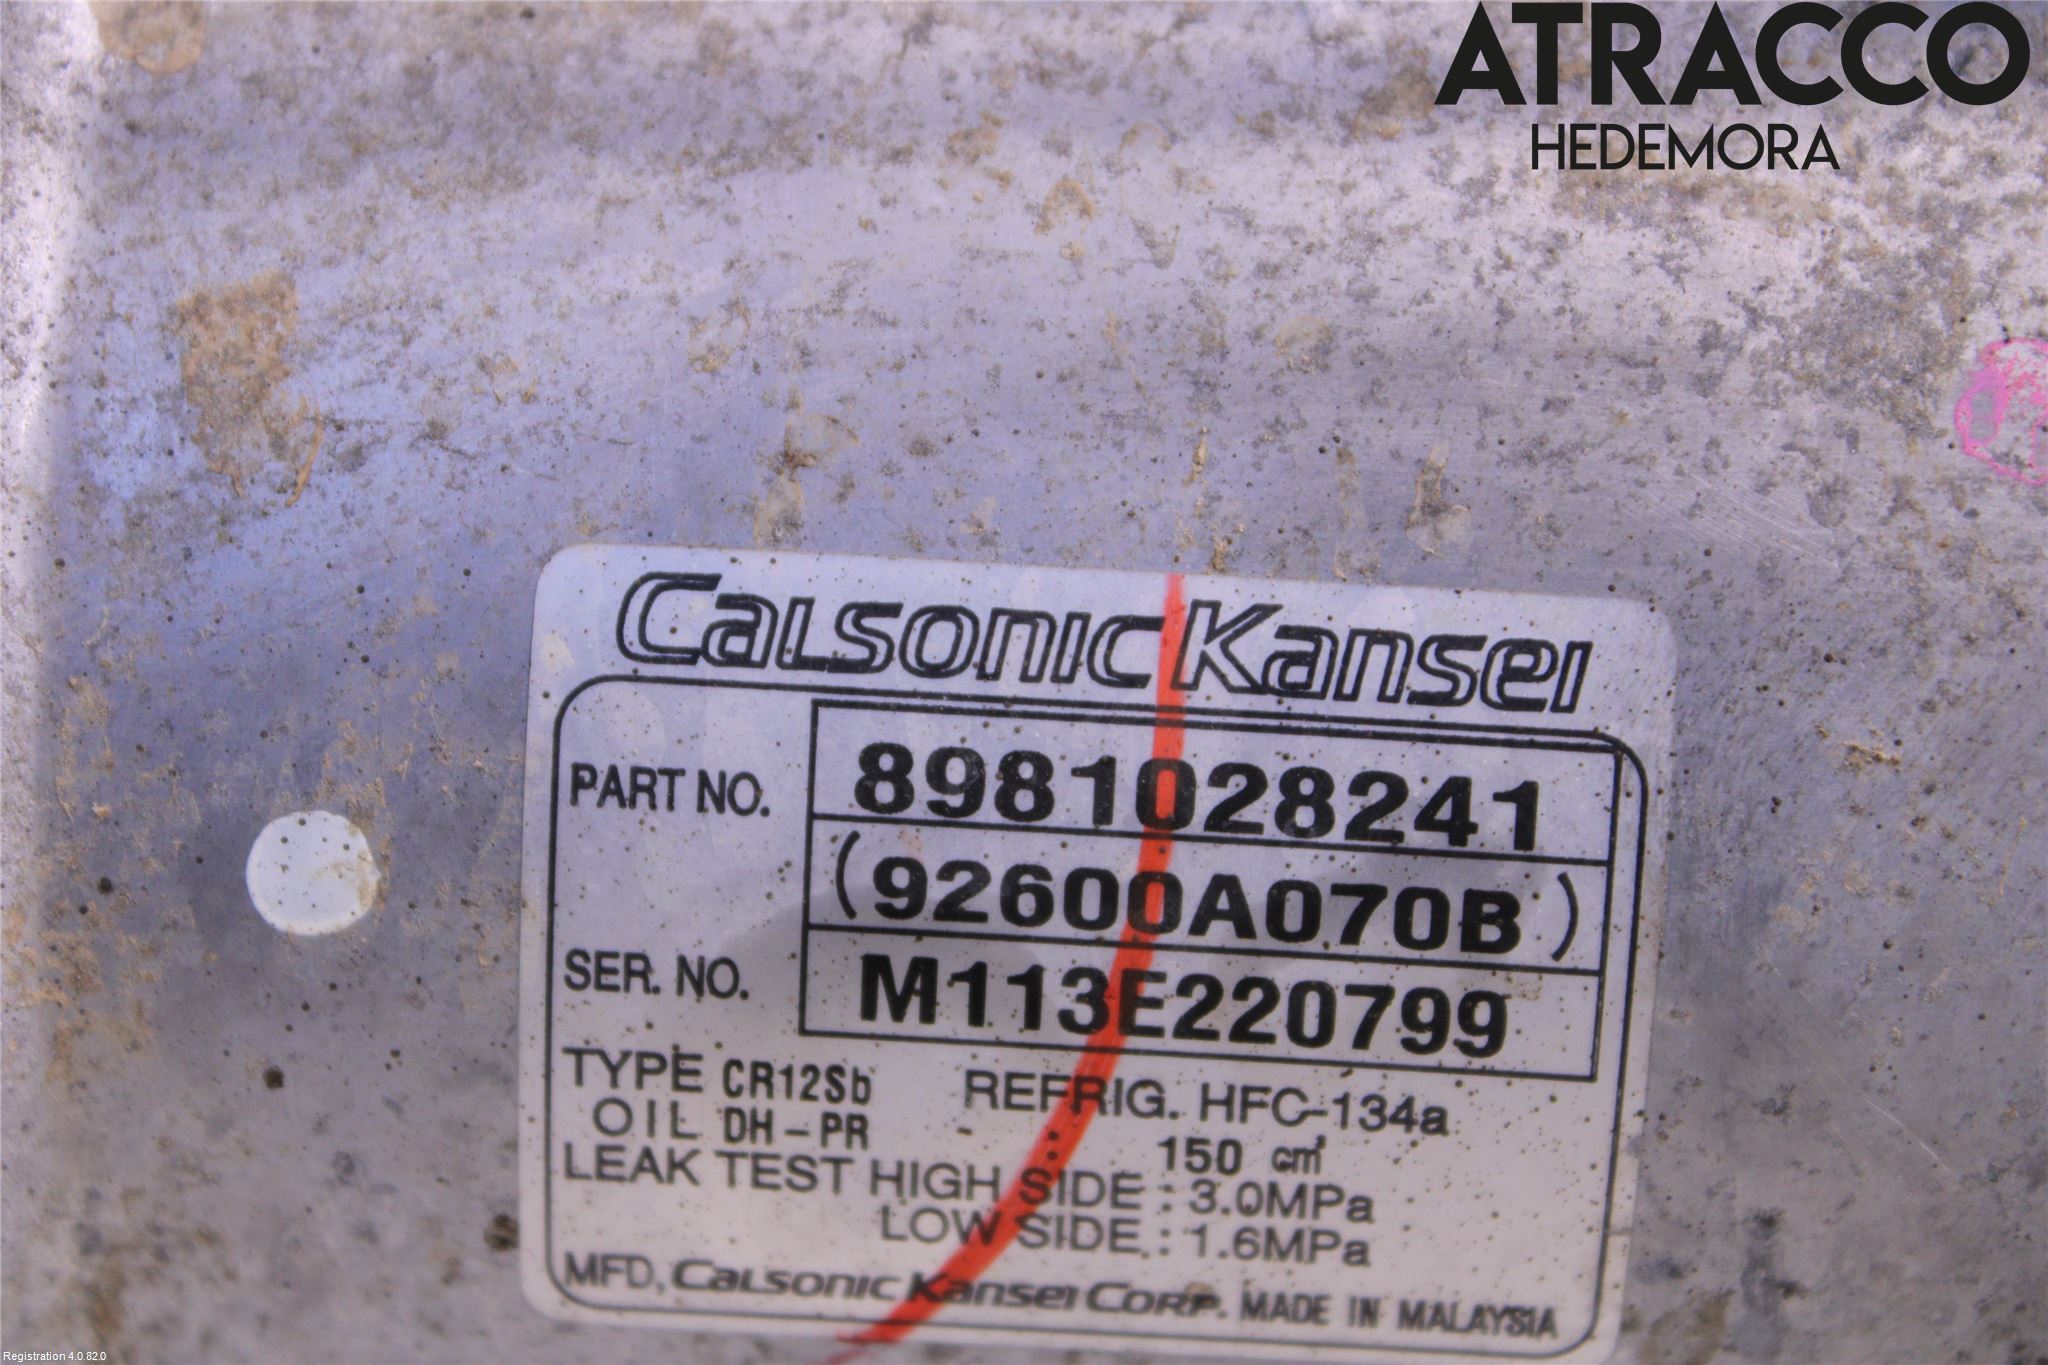 ATRACCO
HEDEMORA
CALSONIC KANSEI
PART NO. 8981028241
(92600A070B)
SER. NO. M113E220799
TYPE CR12Sb REFRIG. HFC-134a
OIL DH-PR - : 150 cm³
LEAK TEST HIGH SIDE : 3.0MPa
LOW SIDE : 1.6MPa
MFD. CALSONIC KANSEI CORP. MADE IN MALAYSIA
Registration 4.0.82.0